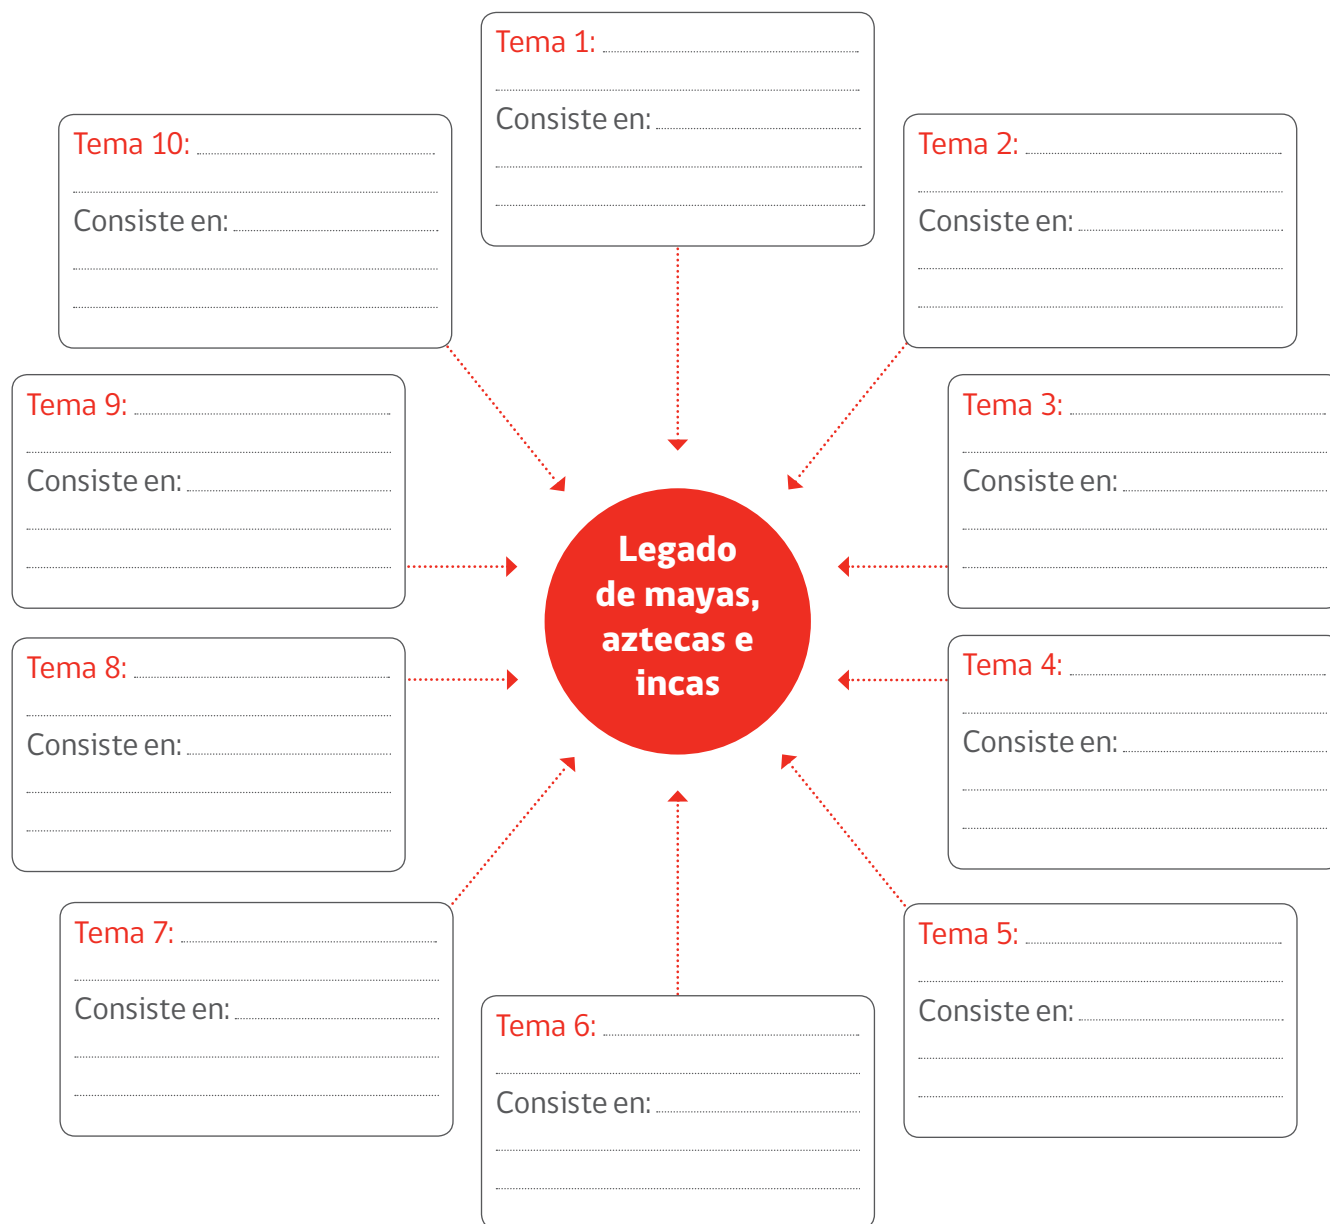 Tema 1:
Consiste en:
Tema 2:
Consiste en:
Tema 3:
Consiste en:
Tema 4:
Consiste en:
Tema 5:
Consiste en:
Tema 6:
Consiste en:
Tema 7:
Consiste en:
Tema 8:
Consiste en:
Tema 9:
Consiste en:
Tema 10:
Consiste en:
Legado
de mayas,
aztecas e
incas